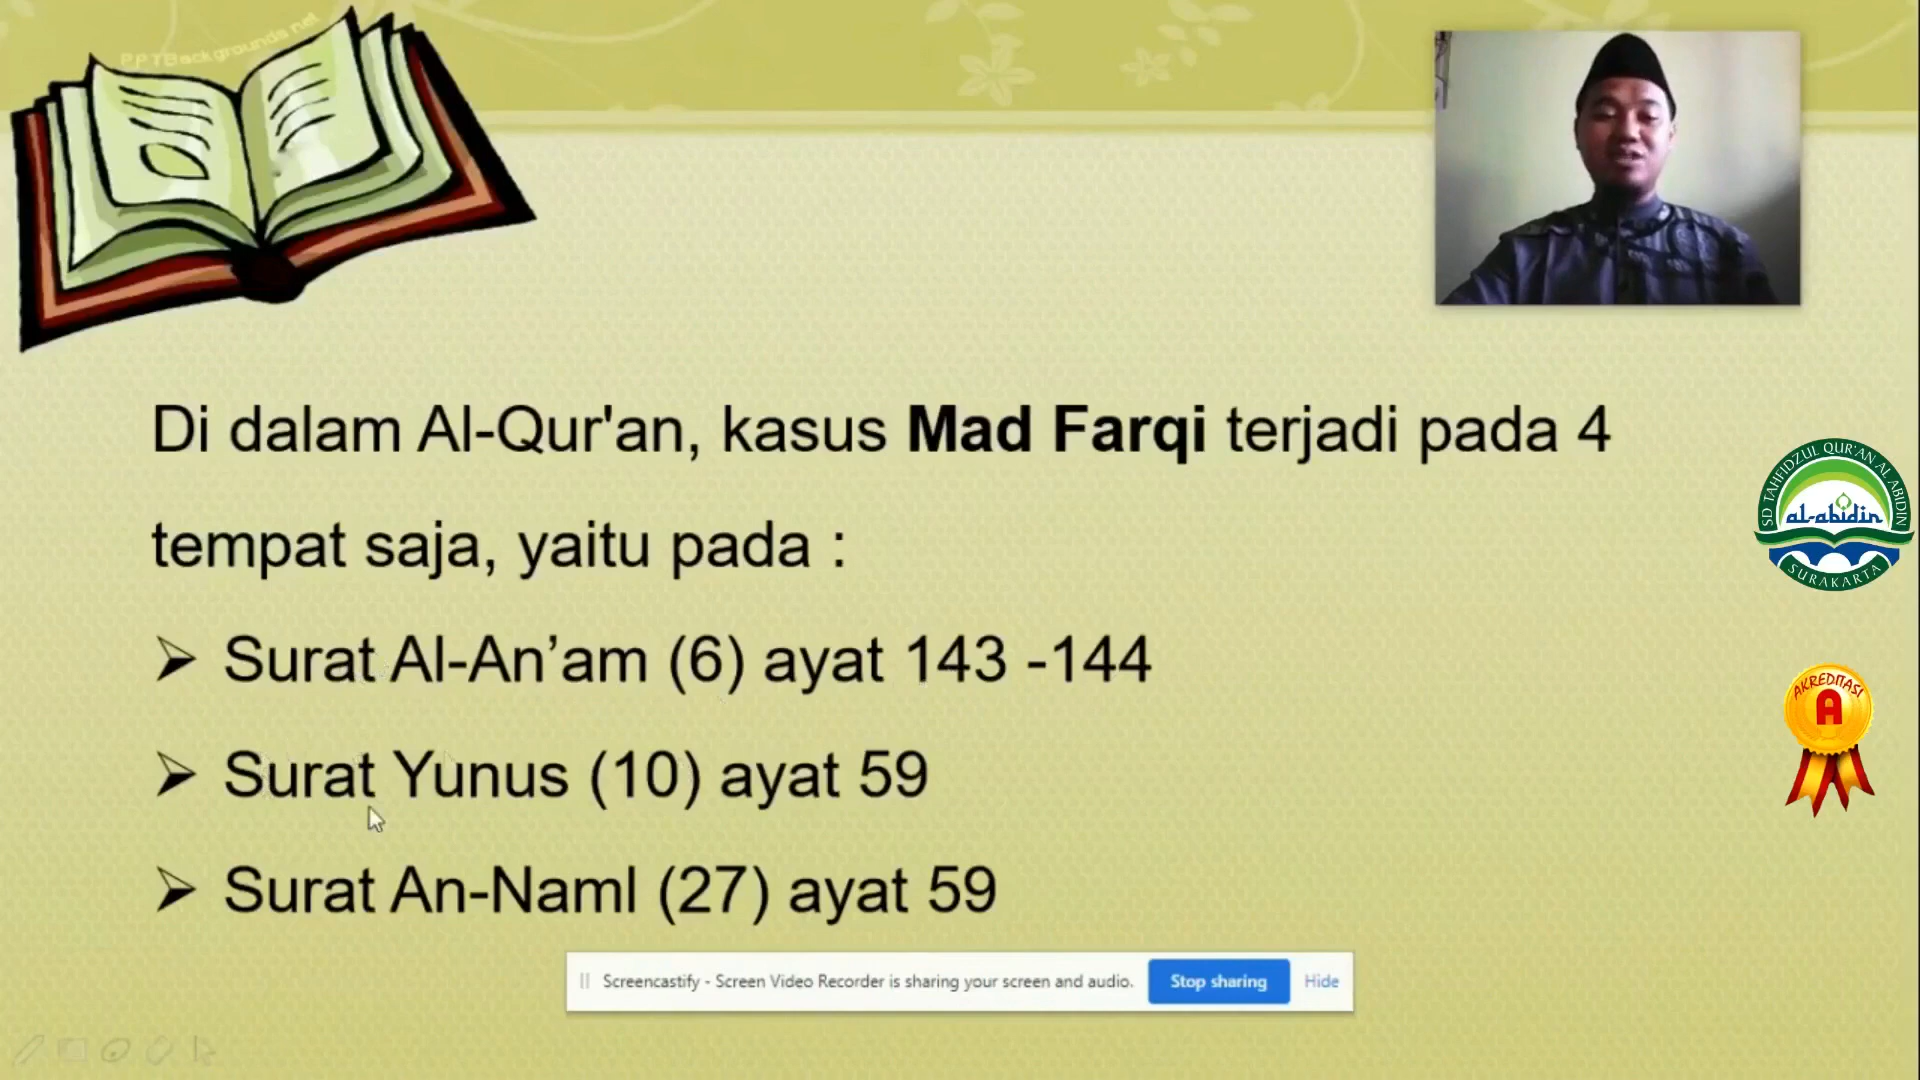 PPTBackgrounds.net
Di dalam Al-Qur'an, kasus Mad Farqi terjadi pada 4
tempat saja, yaitu pada :
➢ Surat Al-An’am (6) ayat 143 -144
➢ Surat Yunus (10) ayat 59
➢ Surat An-Naml (27) ayat 59
SD TAHFIDZUL QUR'AN AL ABIDIN
al-abidin
SURAKARTA
AKREDITASI
A
Screencastify - Screen Video Recorder is sharing your screen and audio. Stop sharing Hide